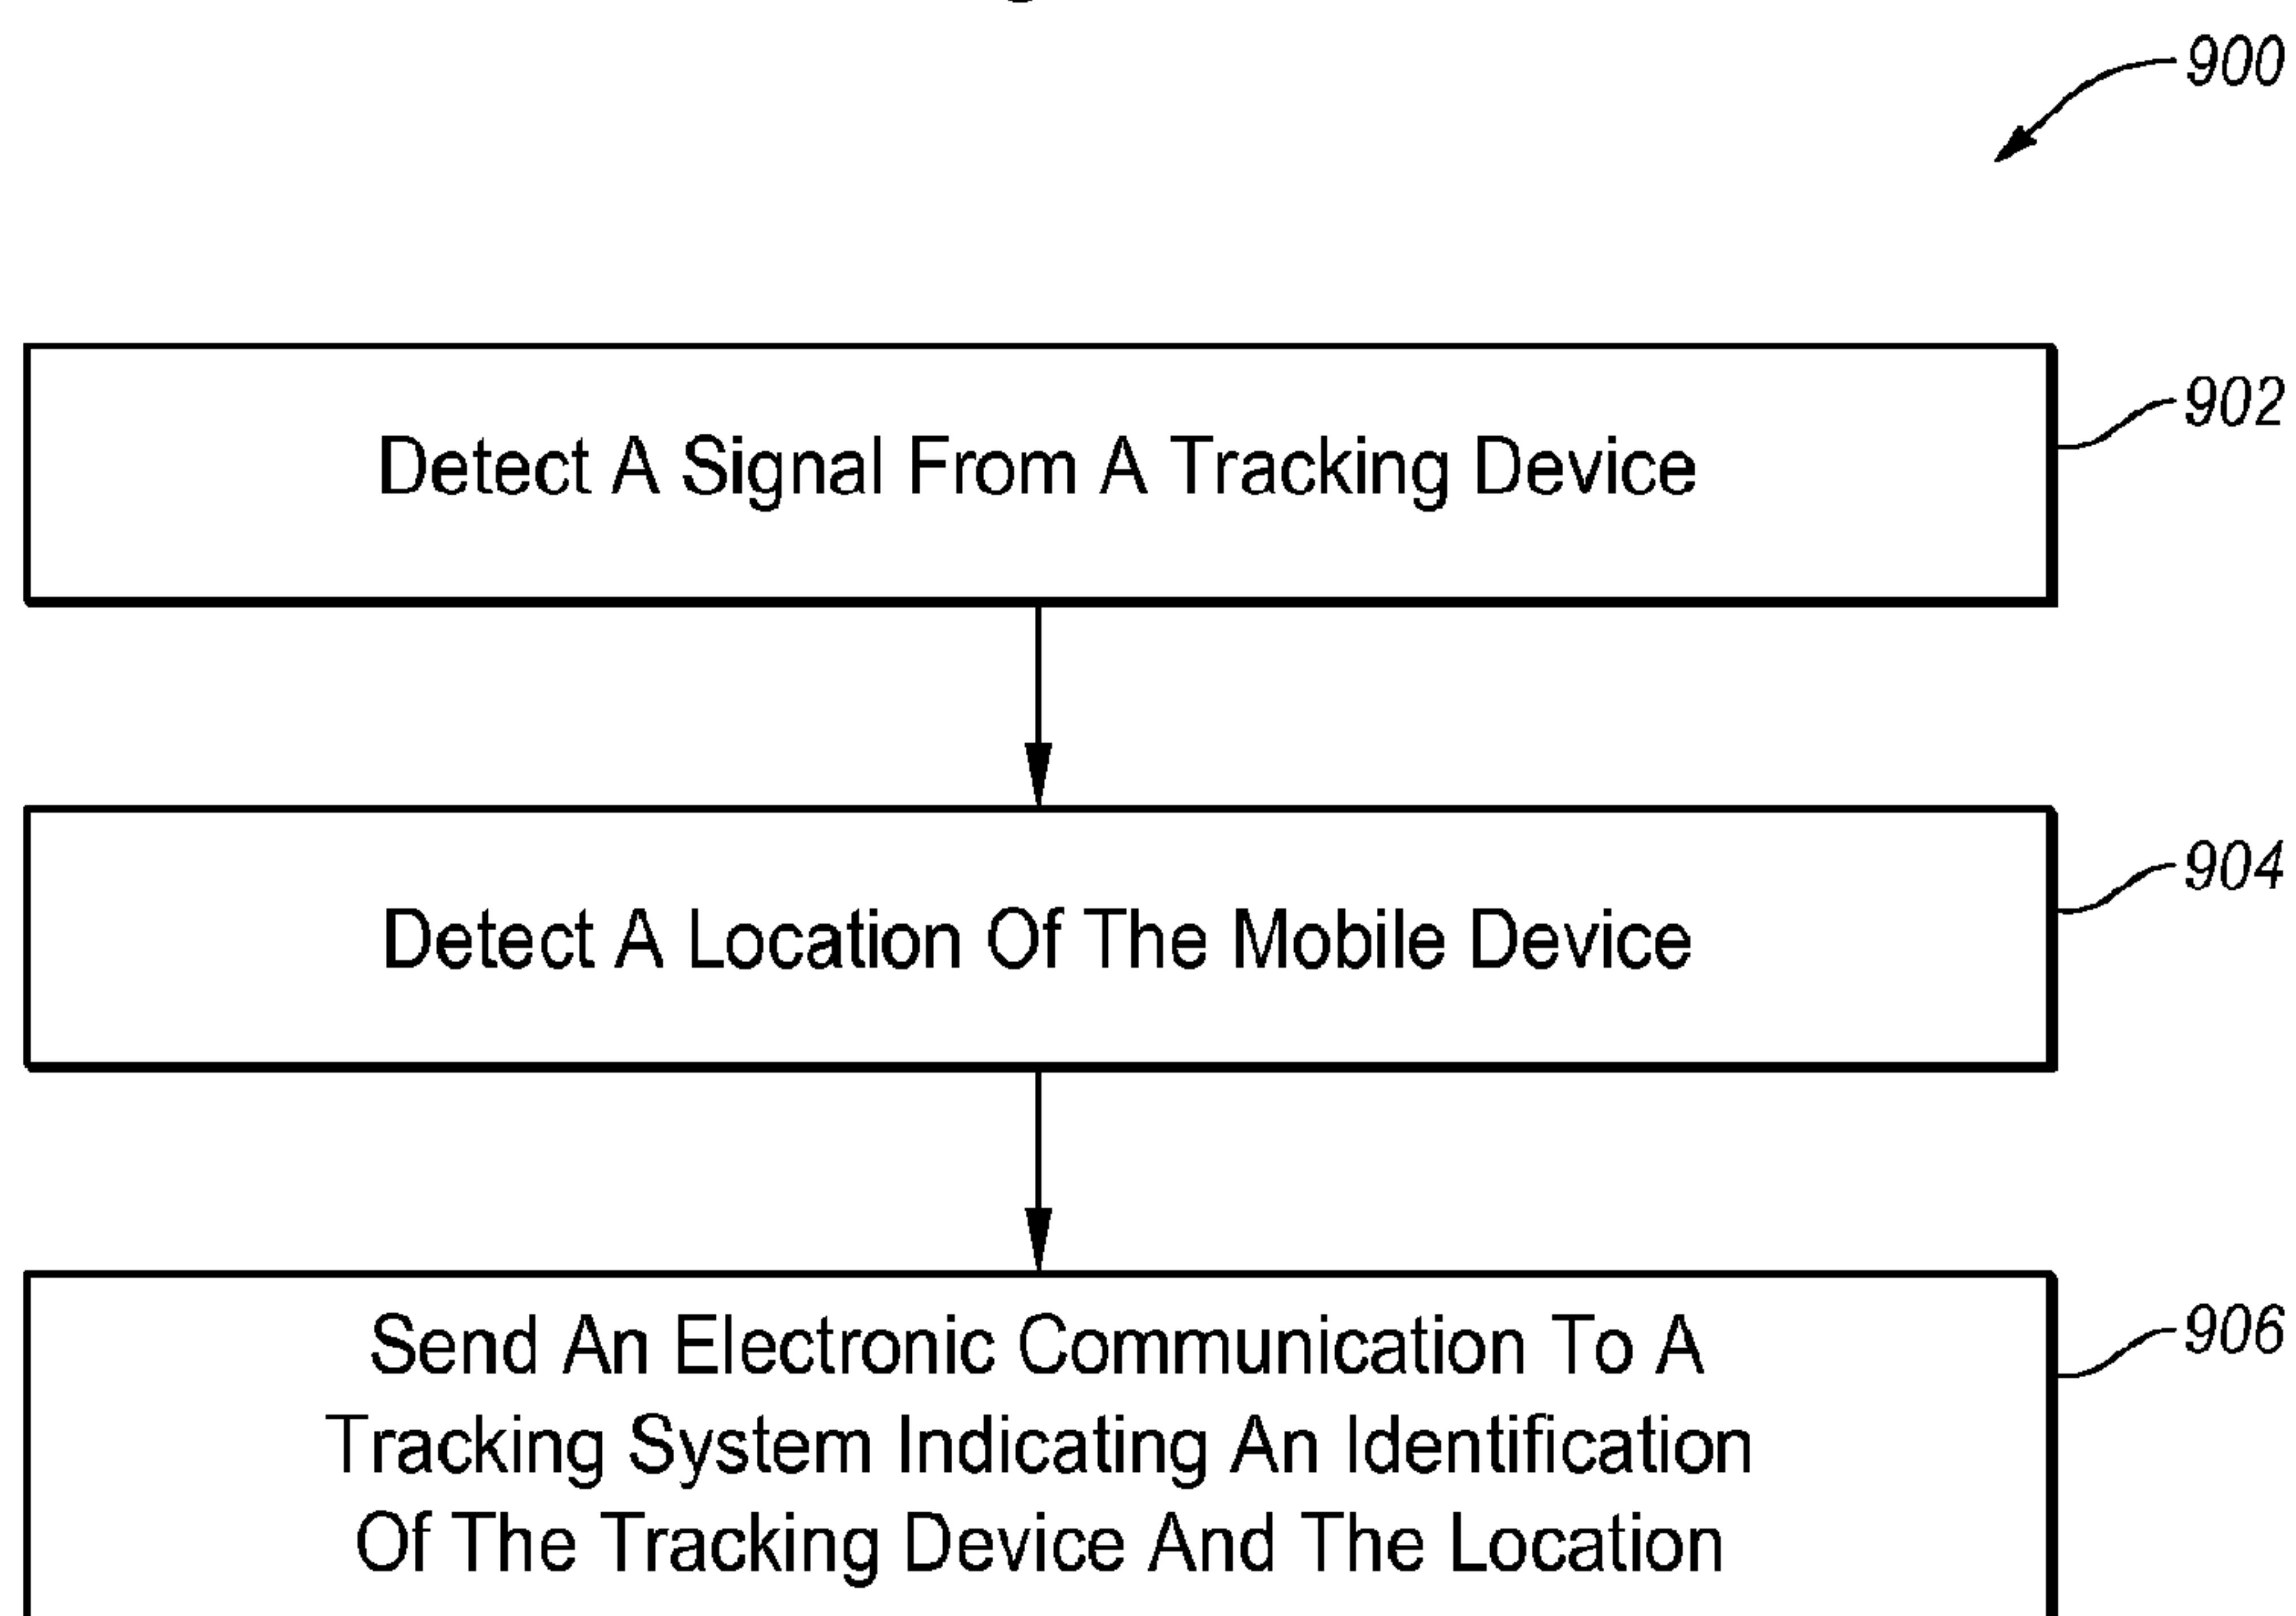 900
902
Detect A Signal From A Tracking Device
904
Detect A Location Of The Mobile Device
906
Send An Electronic Communication To A
Tracking System Indicating An Identification
Of The Tracking Device And The Location